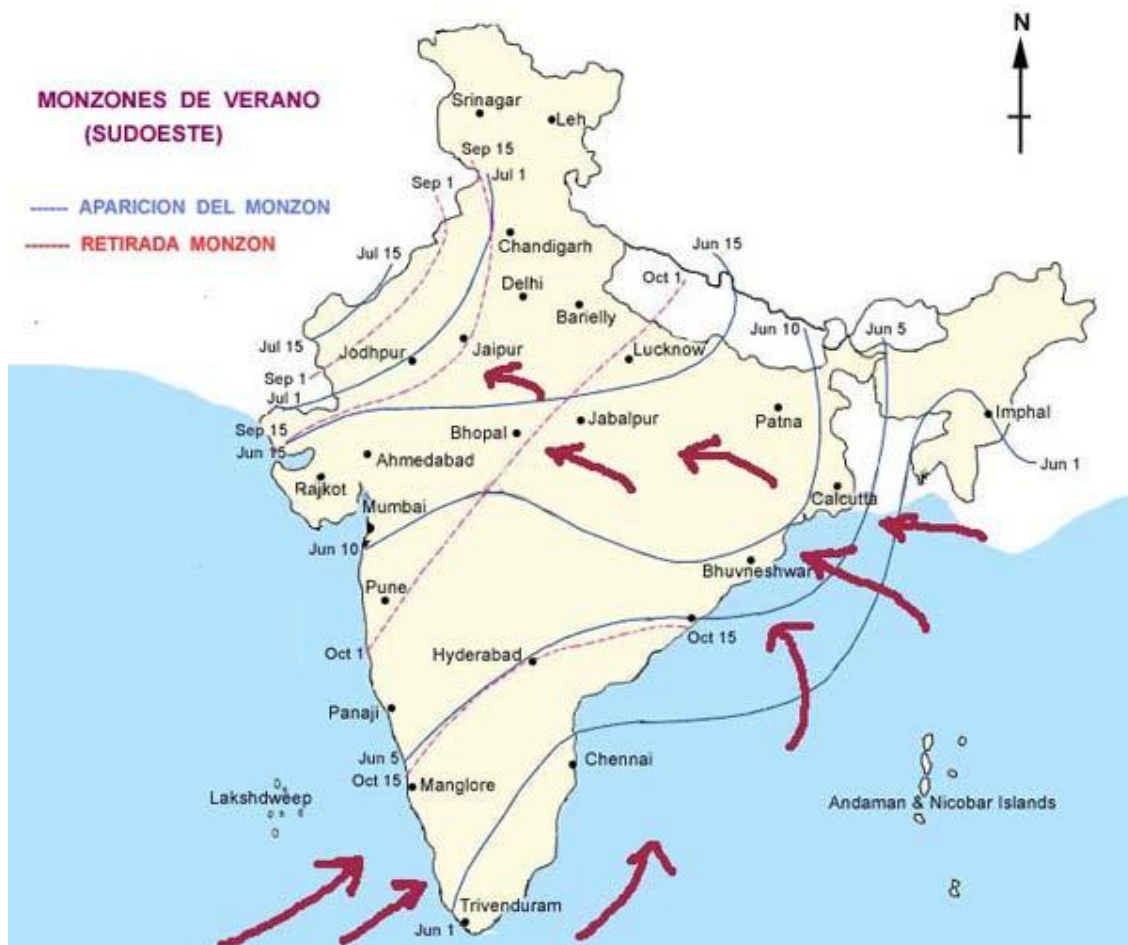 N
MONZONES DE VERANO
(SUDOESTE)
------ APARICION DEL MONZON
------- RETIRADA MONZON
Srinagar
Leh
Sep 15
Jul 1
Sep 1
Chandigarh
Jul 15
Jun 15
Oct 1
Delhi
Barielly
Jun 10
Jun 5
Jul 15
Jodhpur
Jaipur
Lucknow
Sep 1
Jul 1
Imphal
Patna
Jabalpur
Sep 15
Bhopal
Jun 15
Ahmedabad
Jun 1
Rajkot
Calcutta
Mumbai
Jun 10
Bhuvneshwar
Pune
Oct 15
Oct 1
Hyderabad
Panaji
Jun 5
Chennai
Oct 15
Manglore
Lakshdweep
Andaman & Nicobar Islands
Trivenduram
Jun 1